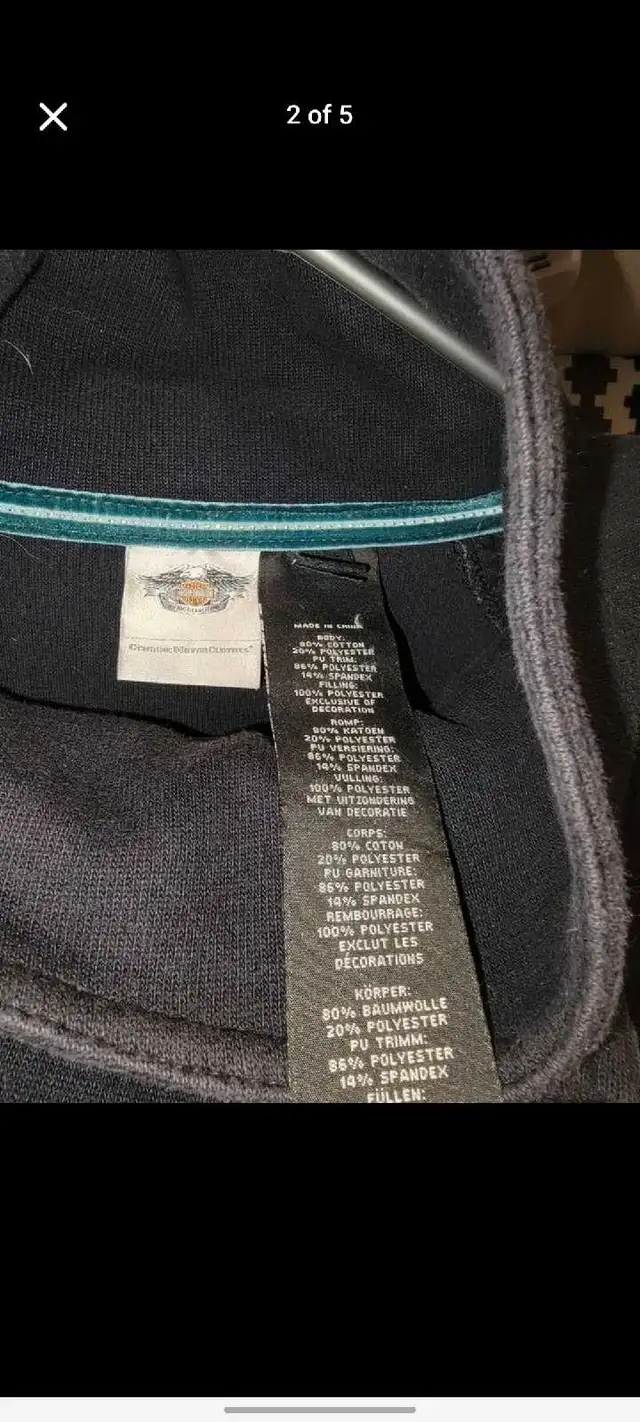 2 of 5
MADE IN CHINA
BODY:
80% COTTON
20% POLYESTER
PU TRIM:
86% POLYESTER
14% SPANDEX
FILLING:
100% POLYESTER
EXCLUSIVE OF
DECORATION
ROMP:
80% KATOEN
20% POLYESTER
PU VERSIERING:
86% POLYESTER
14% SPANDEX
VULLING:
100% POLYESTER
MET UITZONDERING
VAN DECORATIE
CORPS:
80% COTON
20% POLYESTER
PU GARNITURE:
86% POLYESTER
14% SPANDEX
REMBOURRAGE:
100% POLYESTER
EXCLUT LES
DÉCORATIONS
KÖRPER:
80% BAUMWOLLE
20% POLYESTER
PU TRIMM:
86% POLYESTER
14% SPANDEX
FÜLLEN: